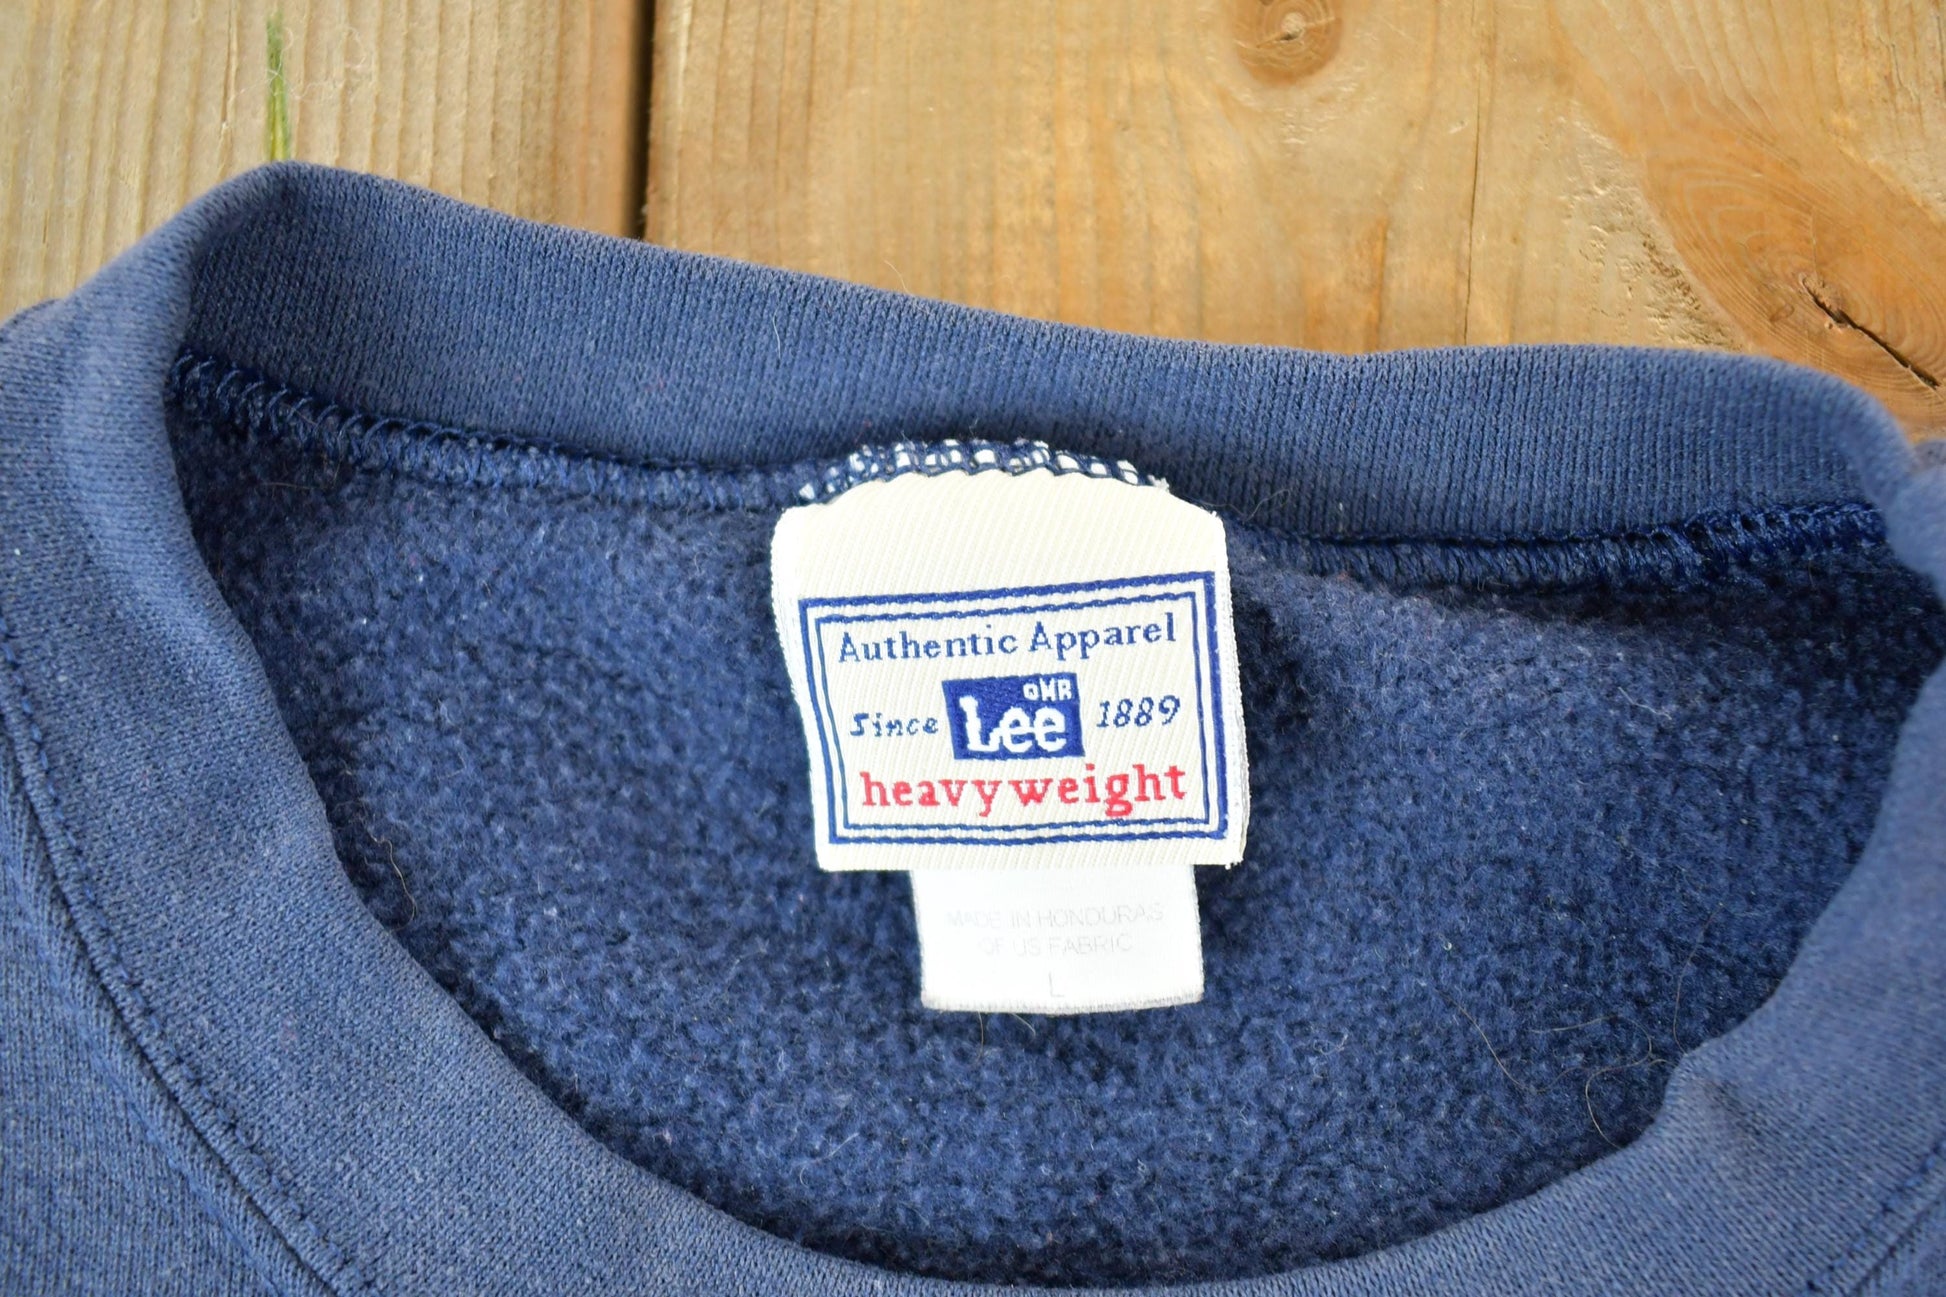 Authentic Apparel
Since Lee OMR 1889
heavyweight
MADE IN HONDURAS
OF US FABRIC
L